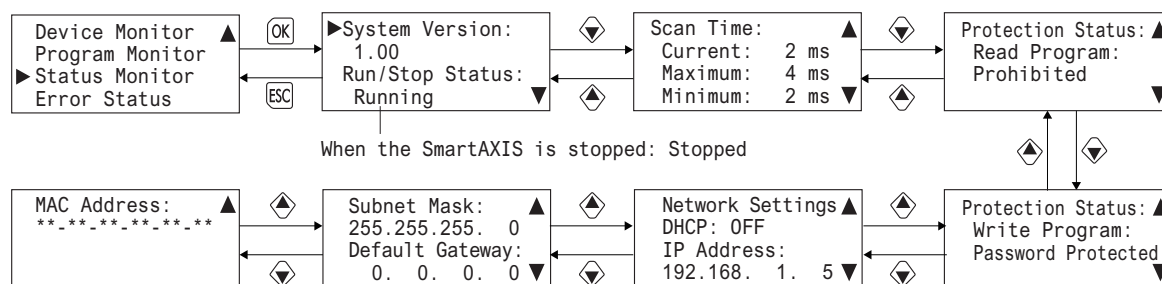 Device Monitor
Program Monitor
Status Monitor
Error Status
OK
ESC
System Version:
1.00
Run/Stop Status:
Running
Scan Time:
Current: 2 ms
Maximum: 4 ms
Minimum: 2 ms
Protection Status:
Read Program:
Prohibited
When the SmartAXIS is stopped: Stopped
MAC Address:
**-**-**-**-**-**
Subnet Mask:
255.255.255. 0
Default Gateway:
0. 0. 0. 0
Network Settings
DHCP: OFF
IP Address:
192.168. 1. 5
Protection Status:
Write Program:
Password Protected